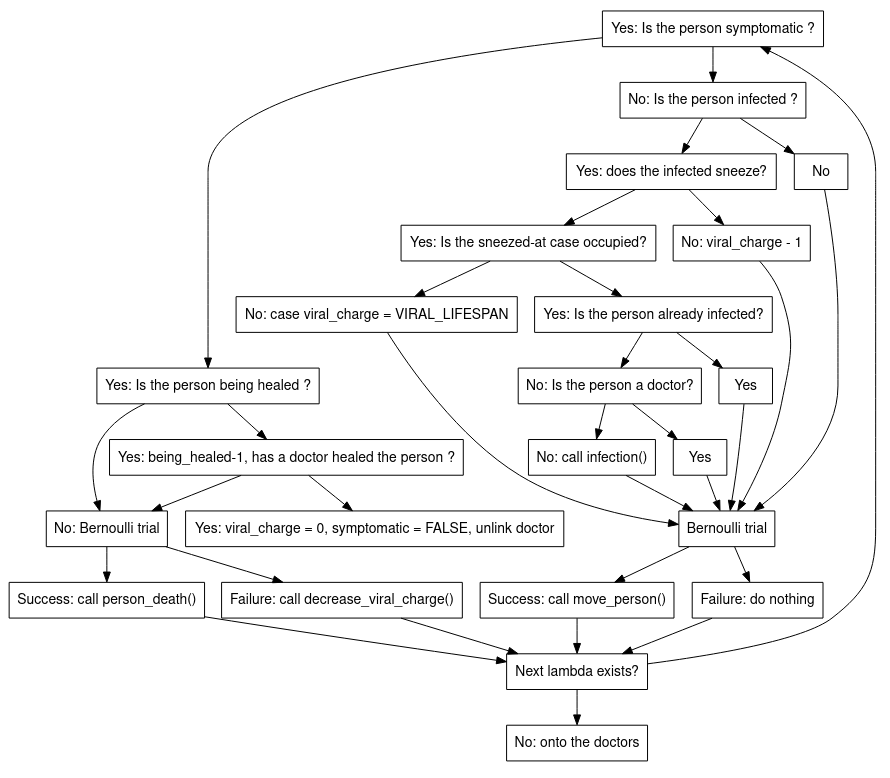 Yes: Is the person symptomatic ?
No: Is the person infected ?
Yes: does the infected sneeze?
No
Yes: Is the sneezed-at case occupied?
No: viral_charge - 1
No: case viral_charge = VIRAL_LIFESPAN
Yes: Is the person already infected?
Yes: Is the person being healed ?
No: Is the person a doctor?
Yes
Yes: being_healed-1, has a doctor healed the person ?
No: call infection()
Yes
No: Bernoulli trial
Yes: viral_charge = 0, symptomatic = FALSE, unlink doctor
Bernoulli trial
Success: call person_death()
Failure: call decrease_viral_charge()
Success: call move_person()
Failure: do nothing
Next lambda exists?
No: onto the doctors